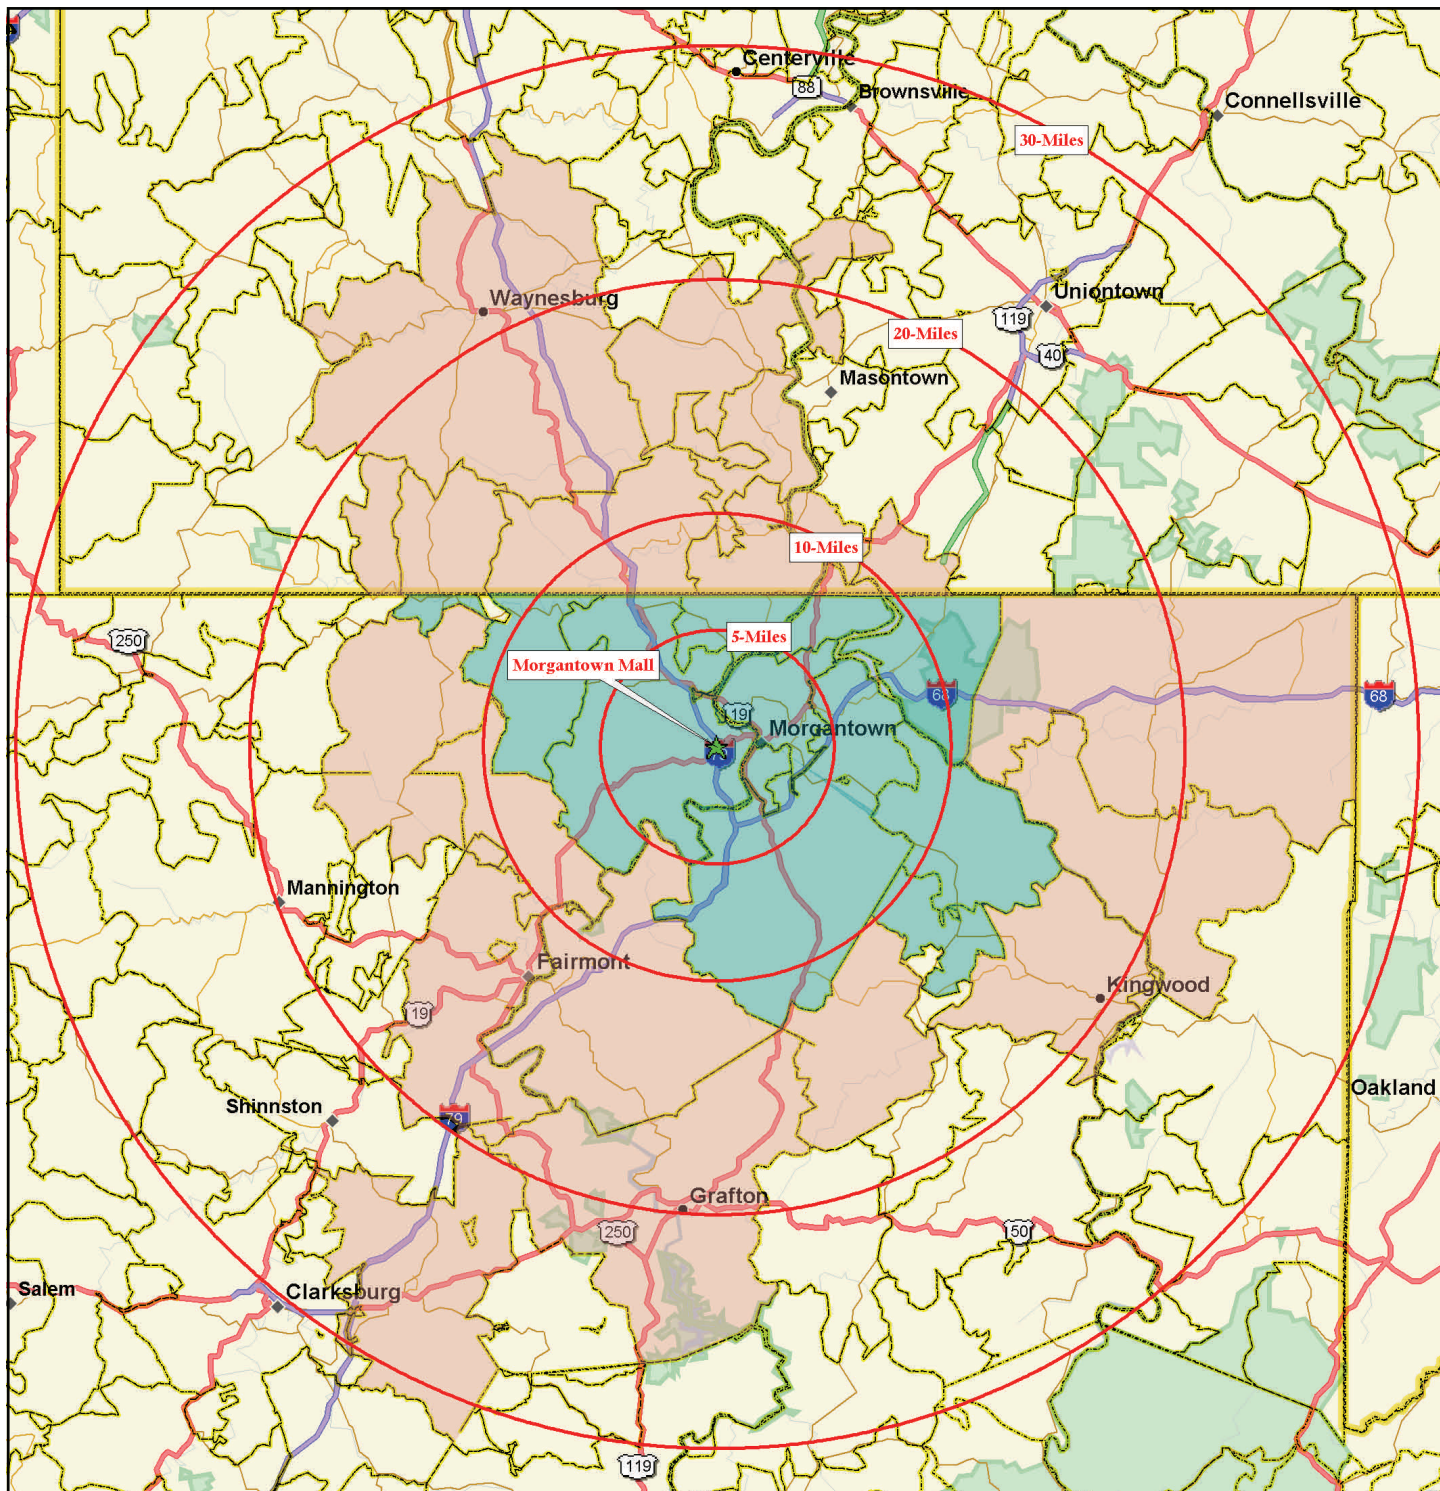 Centerville
88
Brownsville
Connellsville
30-Miles
Waynesburg
Uniontown
119
20-Miles
40
Masontown
10-Miles
250
5-Miles
Morgantown Mall
68
68
19
Morgantown
Mannington
Fairmont
Kingwood
19
Oakland
Shinnston
79
Grafton
250
50
Salem
Clarksburg
119